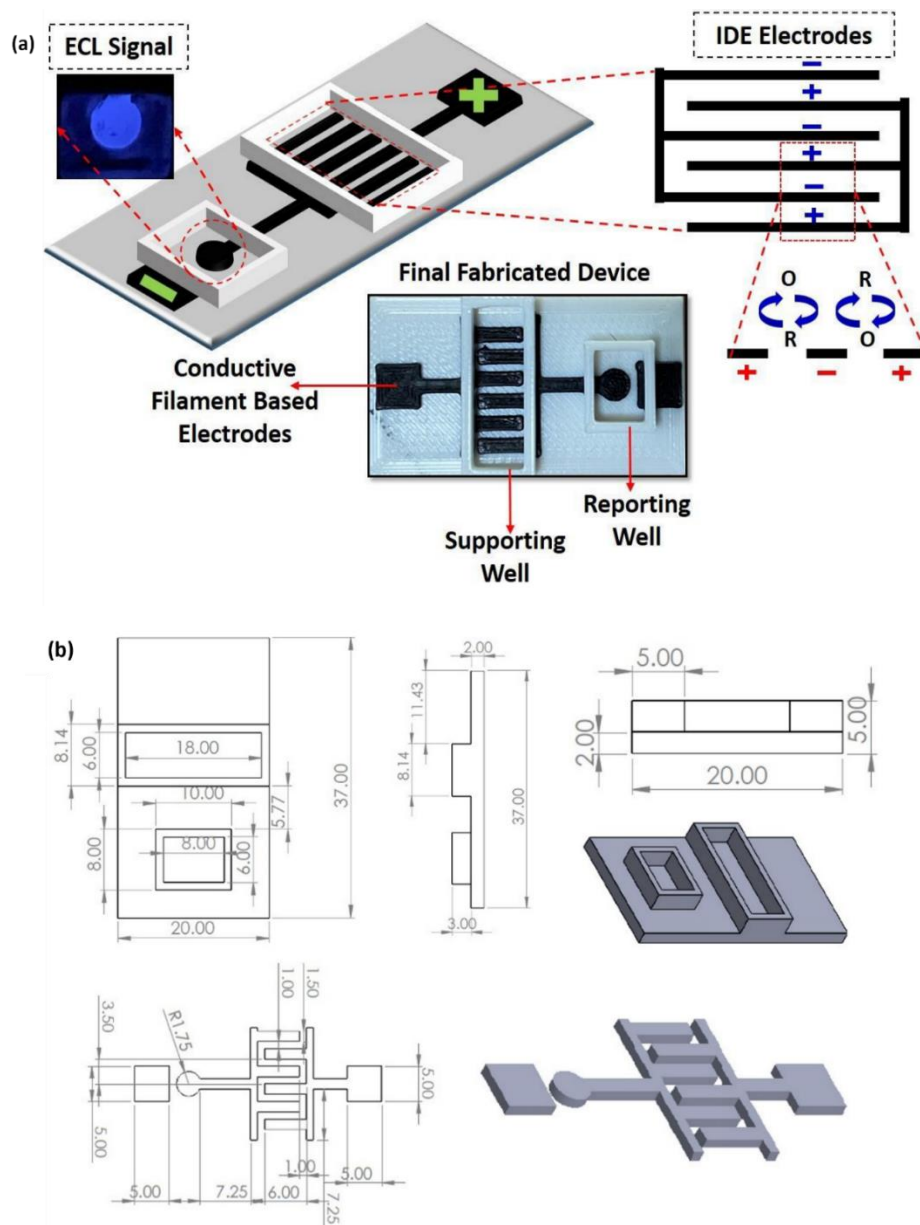 (a)
ECL Signal
IDE Electrodes
+
−
+
−
+
−
+
−
Final Fabricated Device
O
R
R
O
+
−
+
Conductive
Filament Based
Electrodes
Reporting
Well
Supporting
Well
(b)
8.14
6.00
18.00
10.00
8.00
8.00
6.00
5.77
37.00
20.00
2.00
11.43
8.14
37.00
3.00
5.00
2.00
5.00
20.00
3.50
R1.75
1.00
1.50
5.00
5.00
5.00
7.25
6.00
1.00
5.00
7.25